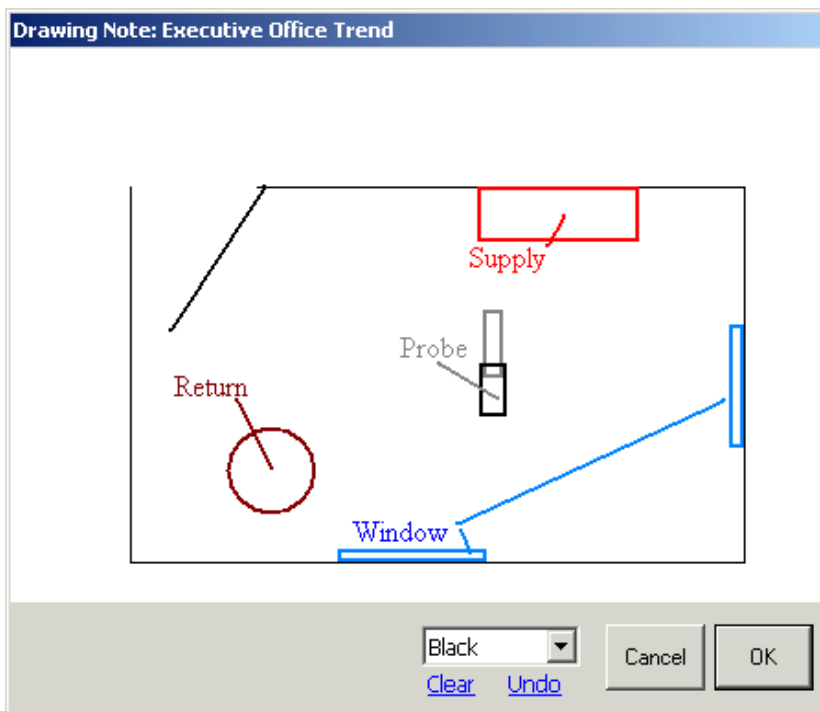 Drawing Note: Executive Office Trend
Supply
Probe
Return
Window
Black
Cancel
OK
Clear
Undo